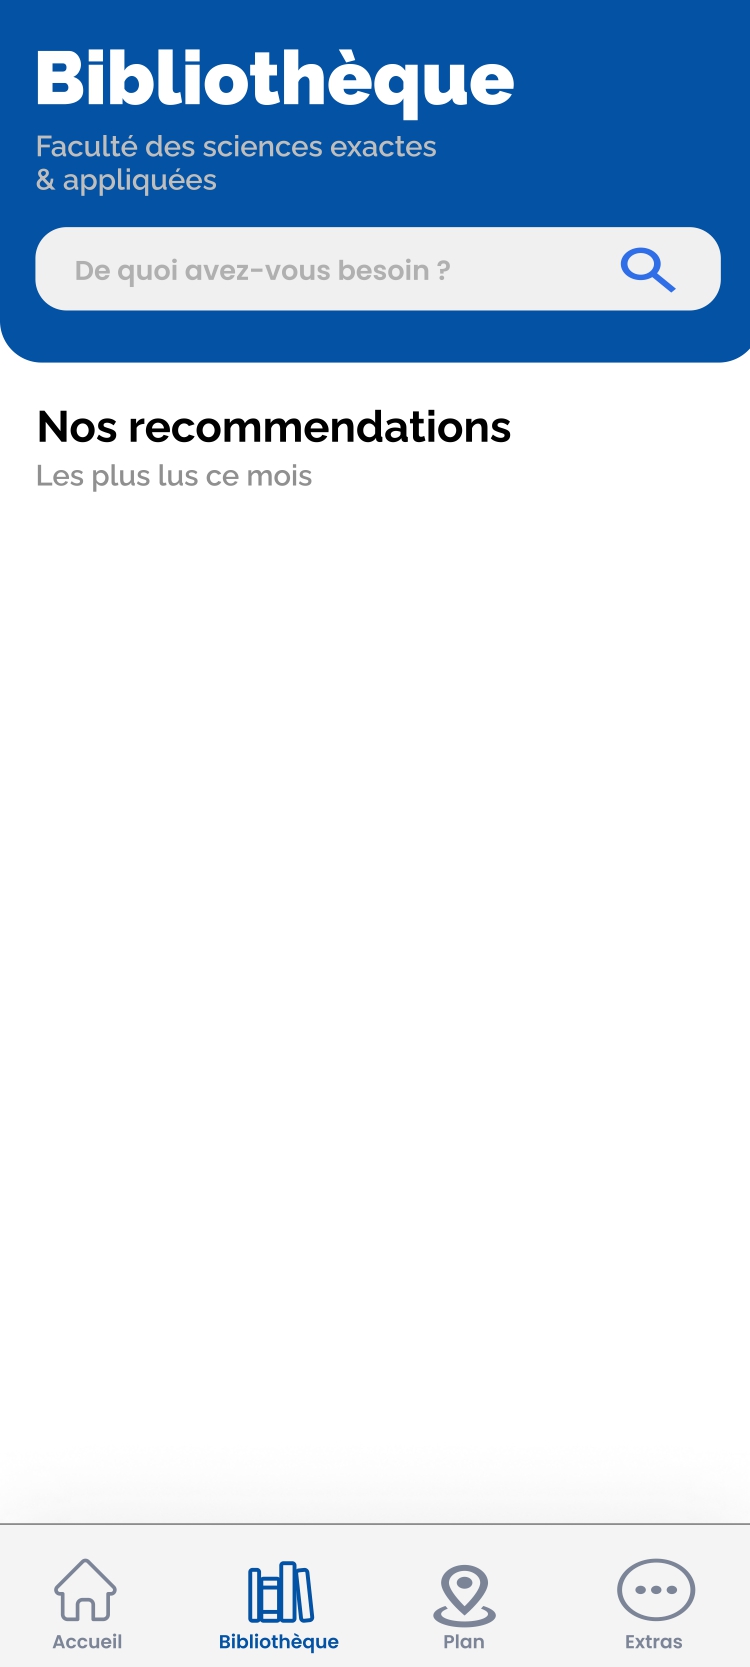 Bibliothèque
Faculté des sciences exactes
& appliquées
De quoi avez-vous besoin ?
Nos recommendations
Les plus lus ce mois
Accueil
Bibliothèque
Plan
Extras